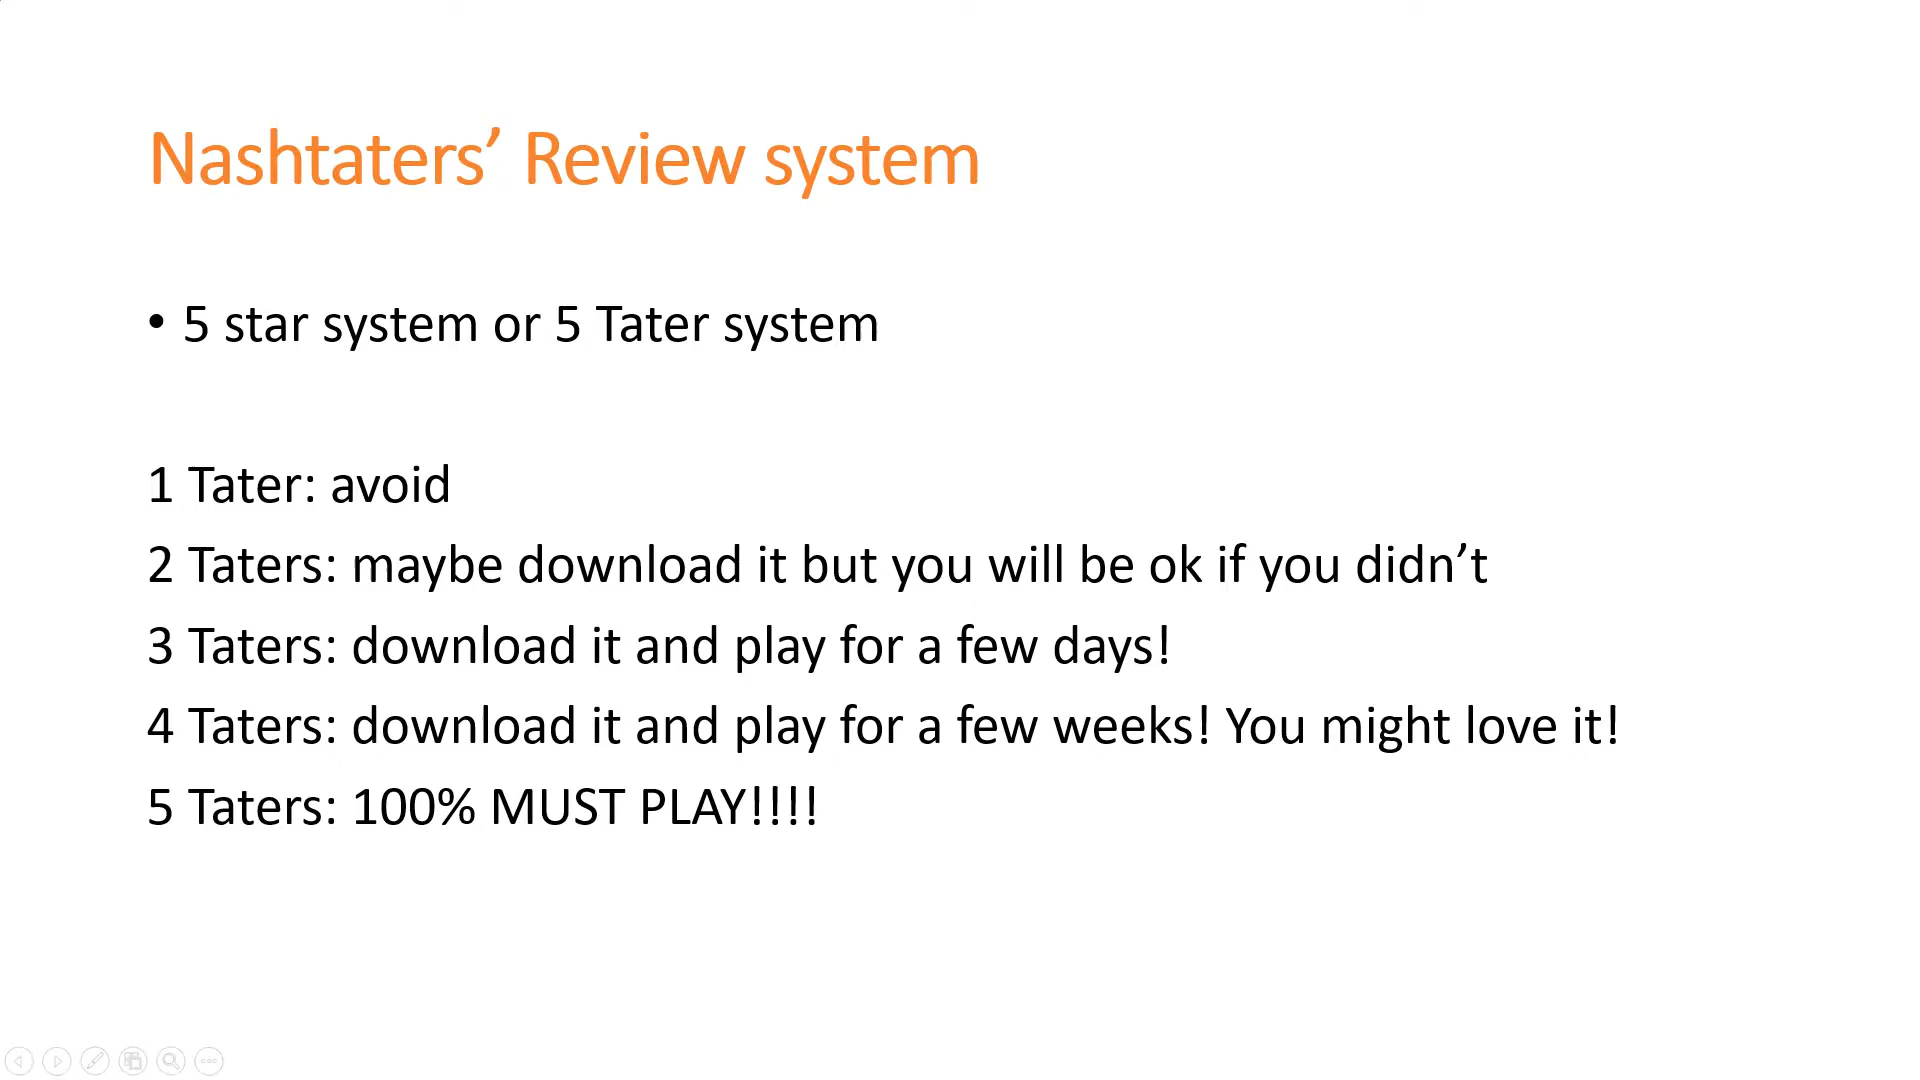 Nashtaters’ Review system
• 5 star system or 5 Tater system
1 Tater: avoid
2 Taters: maybe download it but you will be ok if you didn’t
3 Taters: download it and play for a few days!
4 Taters: download it and play for a few weeks! You might love it!
5 Taters: 100% MUST PLAY!!!!